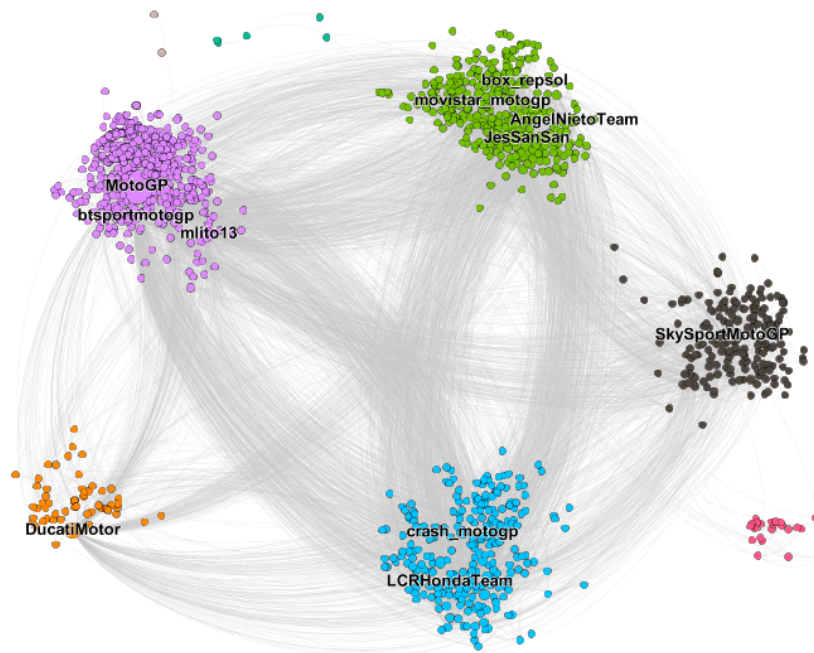 box_repsol
movistar_motogp
AngelNietoTeam
JesSanSan
MotoGP
btsportmotogp
mlito13
SkySportMotoGP
DucatiMotor
crash_motogp
LCRHondaTeam